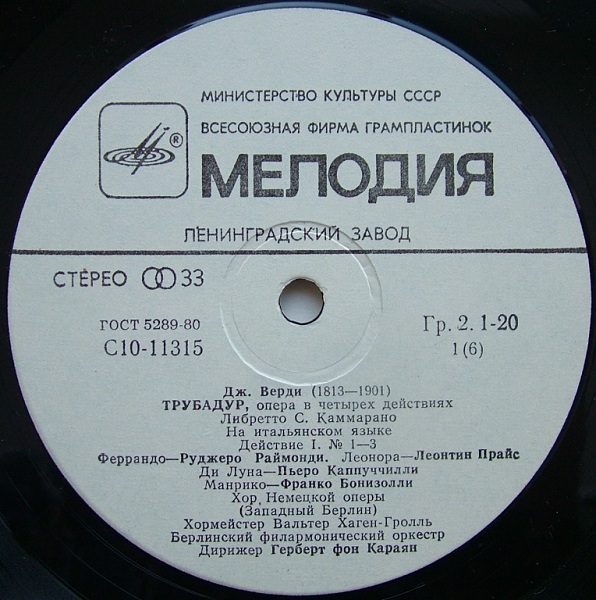 МИНИСТЕРСТВО КУЛЬТУРЫ СССР
ВСЕСОЮЗНАЯ ФИРМА ГРАМПЛАСТИНОК
®
МЕЛОДИЯ
ЛЕНИНГРАДСКИЙ ЗАВОД
СТЕРЕО 33
ГОСТ 5289-80
Гр. 2. 1-20
С10-11315
1 (6)
Дж. Верди (1813—1901)
ТРУБАДУР, опера в четырех действиях
Либретто С. Каммарано
На итальянском языке
Действие I. № 1—3
Феррандо—Руджеро Раймонди. Леонора—Леонтин Прайс
Ди Луна—Пьеро Каппуччилли
Манрико—Франко Бонизолли
Хор Немецкой оперы
(Западный Берлин)
Хормейстер Вальтер Хаген-Гролль
Берлинский филармонический оркестр
Дирижер Герберт фон Караян